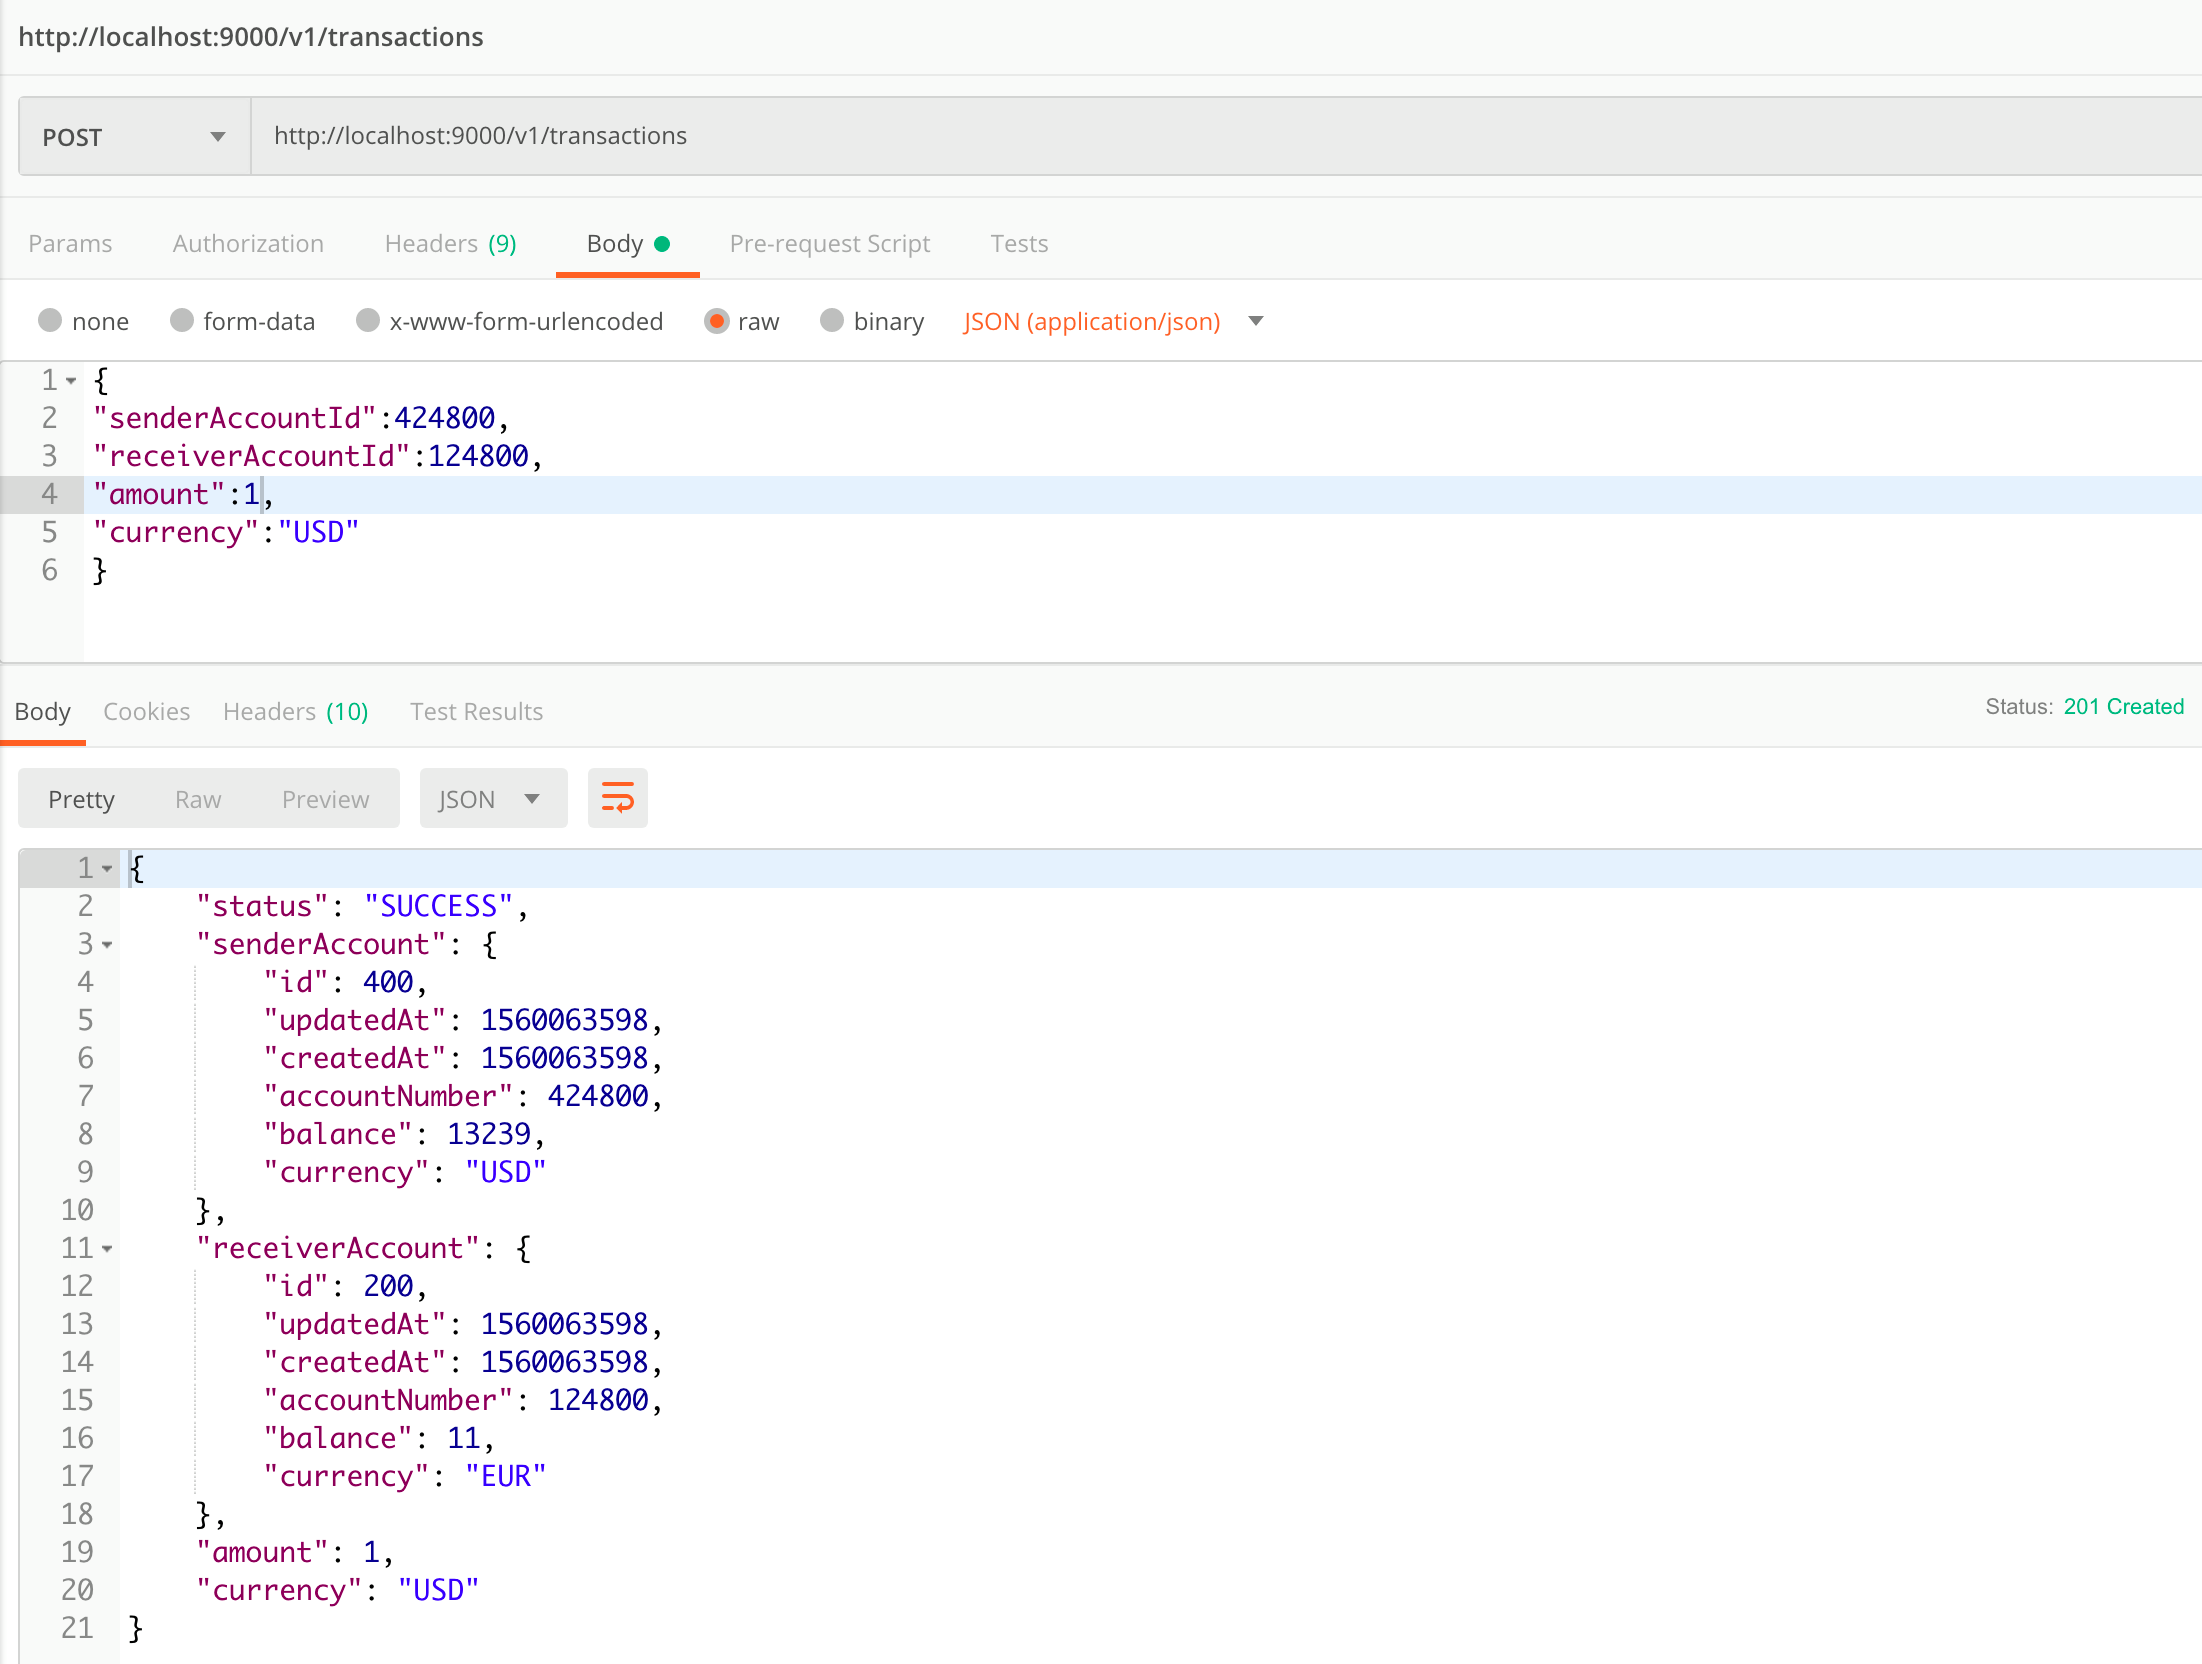 http://localhost:9000/v1/transactions
POST http://localhost:9000/v1/transactions
Params Authorization Headers (9) Body Pre-request Script Tests
none form-data x-www-form-urlencoded raw binary JSON (application/json)
1 {
2 "senderAccountId":424800,
3 "receiverAccountId":124800,
4 "amount":1,
5 "currency":"USD"
6 }
Body Cookies Headers (10) Test Results Status: 201 Created
Pretty Raw Preview JSON
1 {
2 "status": "SUCCESS",
3 "senderAccount": {
4 "id": 400,
5 "updatedAt": 1560063598,
6 "createdAt": 1560063598,
7 "accountNumber": 424800,
8 "balance": 13239,
9 "currency": "USD"
10 },
11 "receiverAccount": {
12 "id": 200,
13 "updatedAt": 1560063598,
14 "createdAt": 1560063598,
15 "accountNumber": 124800,
16 "balance": 11,
17 "currency": "EUR"
18 },
19 "amount": 1,
20 "currency": "USD"
21 }